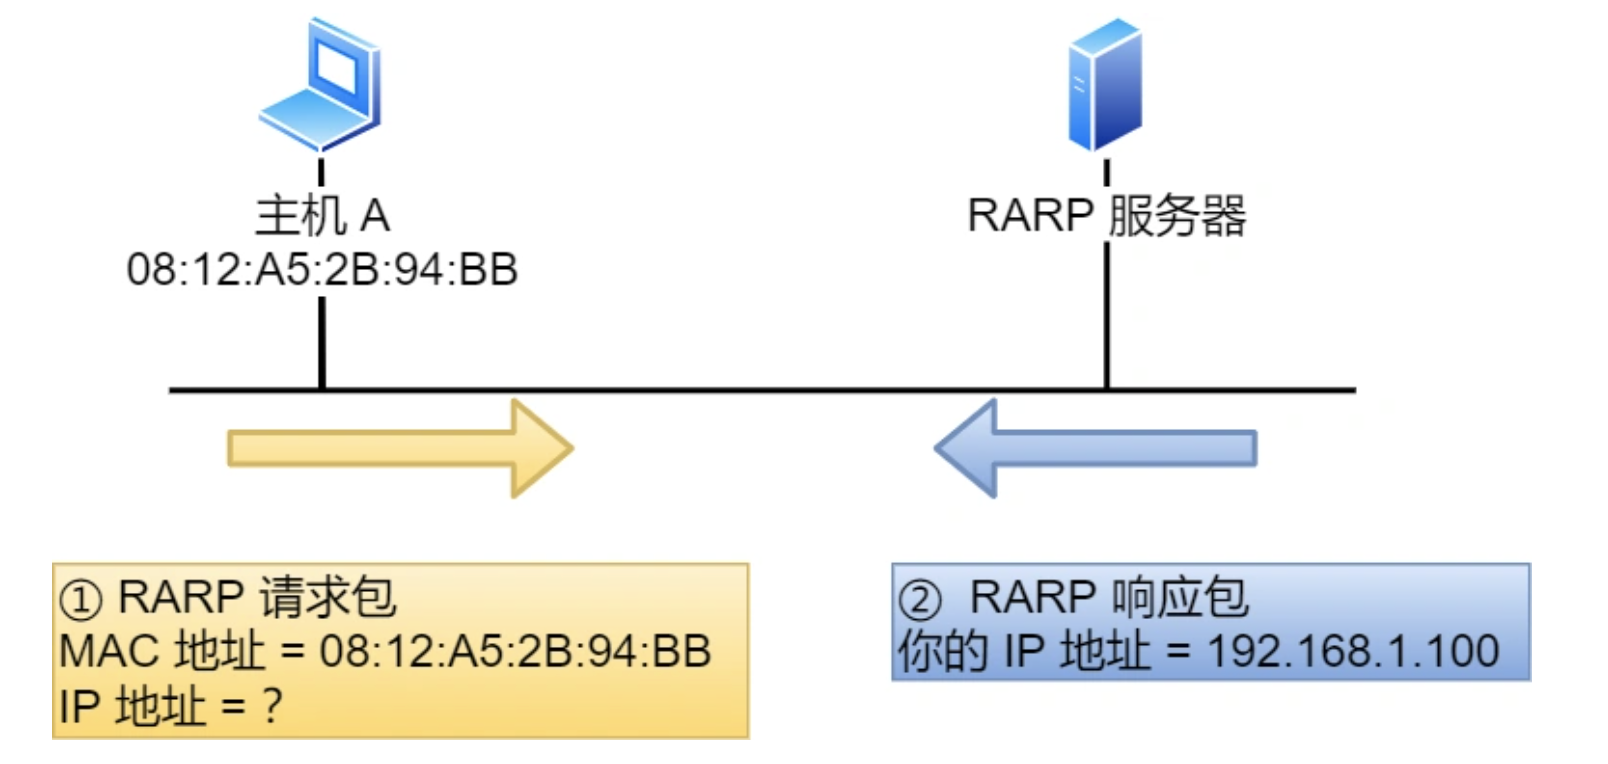 主机 A
08:12:A5:2B:94:BB
RARP 服务器
① RARP 请求包
MAC 地址 = 08:12:A5:2B:94:BB
IP 地址 = ?
② RARP 响应包
你的 IP 地址 = 192.168.1.100